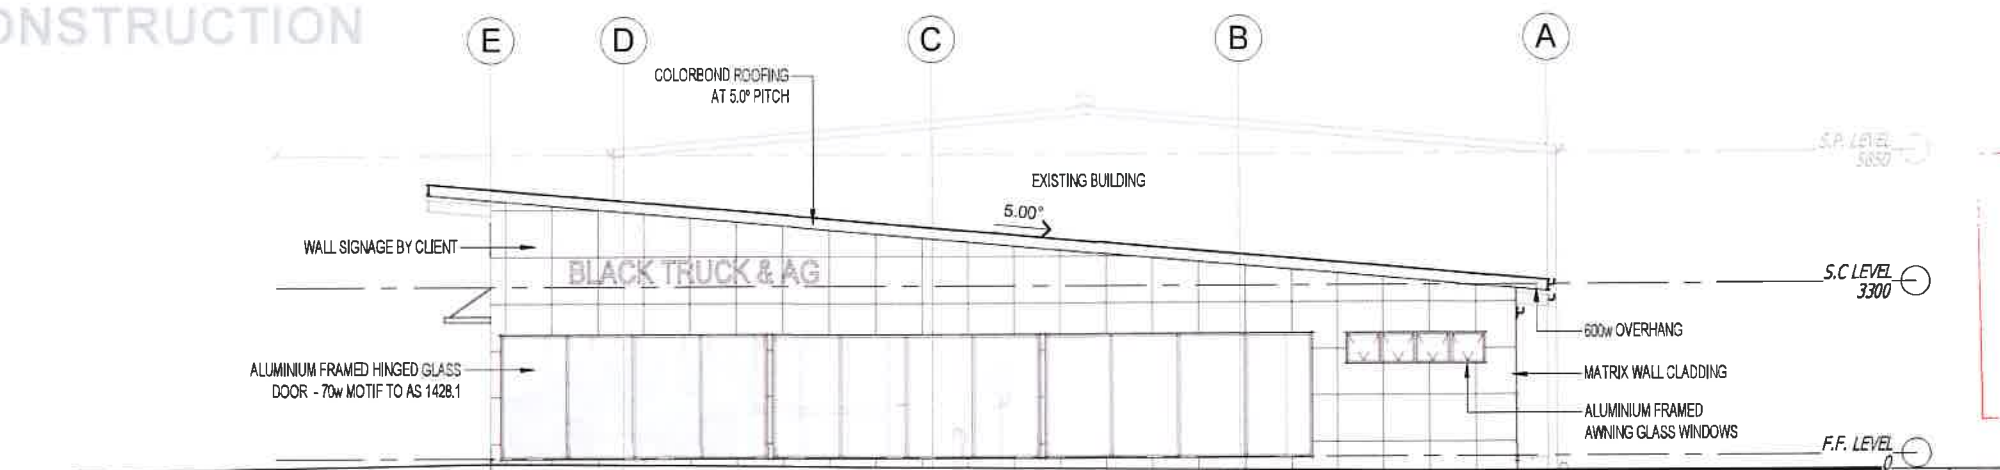 ONSTRUCTION
E
D
C
B
A
COLORBOND ROOFING
AT 5.0° PITCH
S.P. LEVEL
5850
EXISTING BUILDING
5.00°
WALL SIGNAGE BY CLIENT
BLACK TRUCK & AG
S.C LEVEL
3300
600w OVERHANG
ALUMINIUM FRAMED HINGED GLASS
DOOR - 70w MOTIF TO AS 1428.1
MATRIX WALL CLADDING
ALUMINIUM FRAMED
AWNING GLASS WINDOWS
F.F. LEVEL
0